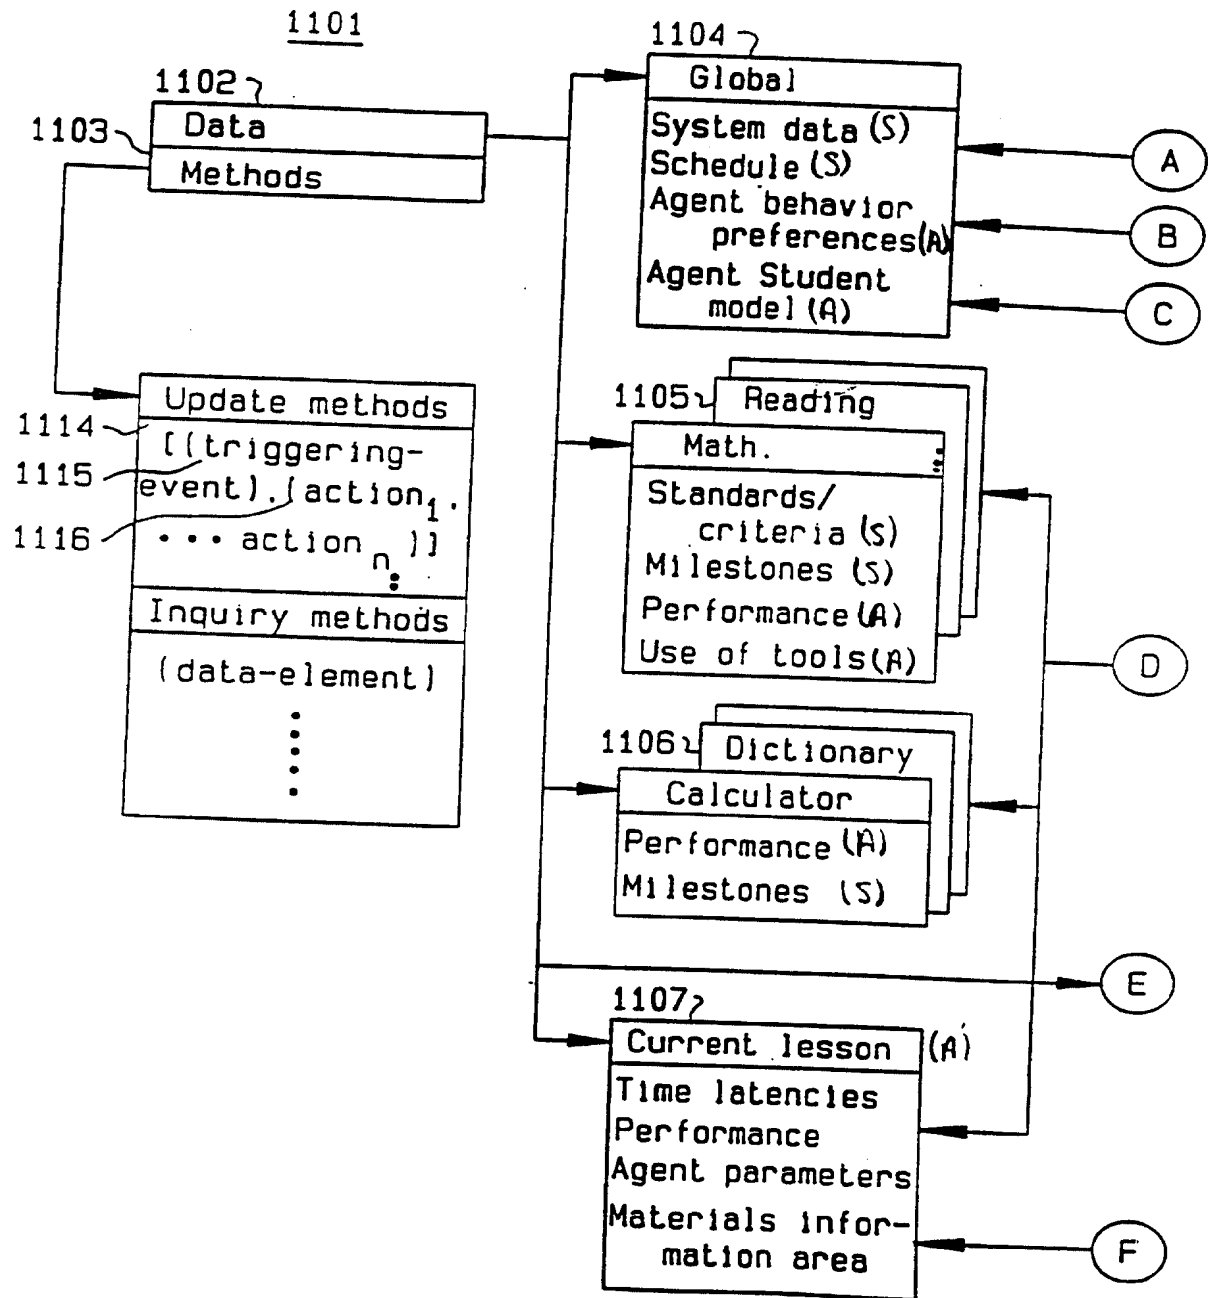 1101
1102
Data
1103
Methods
Update methods
1114
[((triggering-
1115
event).(action1.
1116
••• actionn )]]
Inquiry methods
(data-element)
1104
Global
System data (S)
Schedule (S)
Agent behavior
preferences (A)
Agent Student
model (A)
A
B
C
1105
Reading
Math.
Standards/
criteria (S)
Milestones (S)
Performance (A)
Use of tools (A)
D
1106
Dictionary
Calculator
Performance (A)
Milestones (S)
E
1107
Current lesson (A)
Time latencies
Performance
Agent parameters
Materials infor-
mation area
F